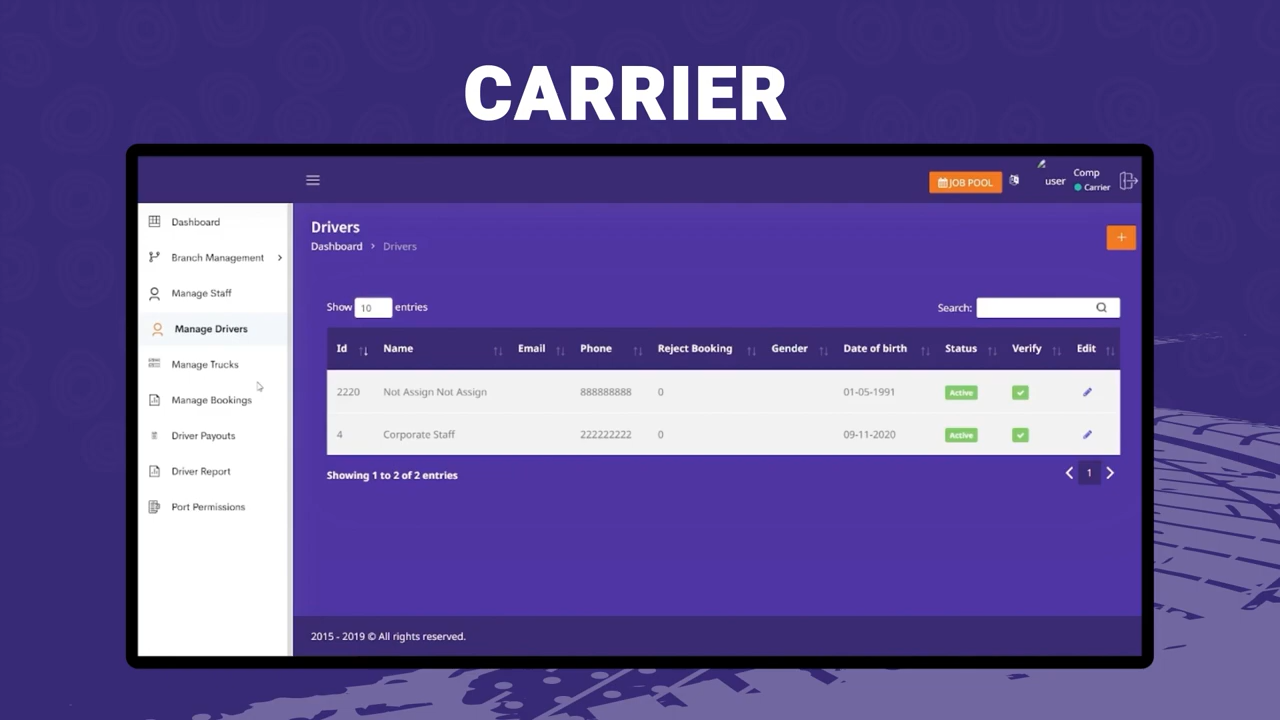 CARRIER
JOB POOL
user
Comp
Carrier
Dashboard
Branch Management
Manage Staff
Manage Drivers
Manage Trucks
Manage Bookings
Driver Payouts
Driver Report
Port Permissions
Drivers
Dashboard > Drivers
+
Show 10 entries
Search:
Id Name Email Phone Reject Booking Gender Date of birth Status Verify Edit
2220 Not Assign Not Assign 888888888 0 01-05-1991 Active
4 Corporate Staff 222222222 0 09-11-2020 Active
Showing 1 to 2 of 2 entries
1
2015 - 2019 © All rights reserved.